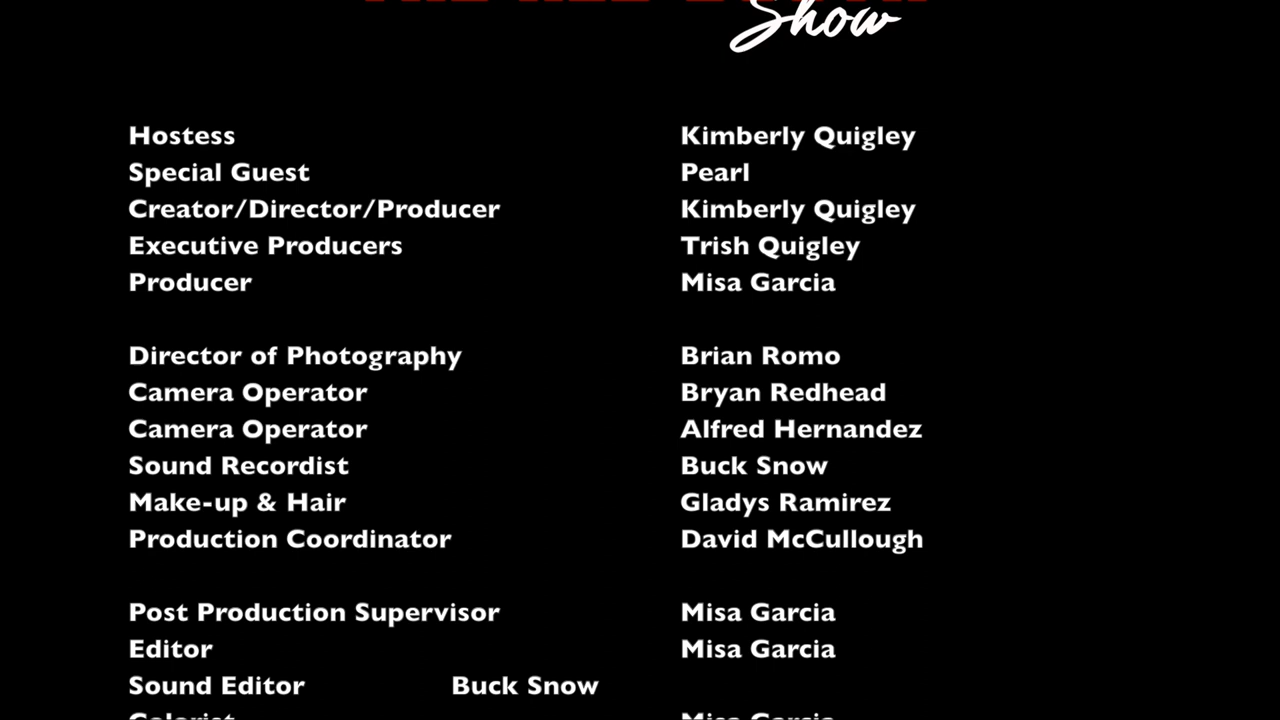 Show
Hostess Kimberly Quigley
Special Guest Pearl
Creator/Director/Producer Kimberly Quigley
Executive Producers Trish Quigley
Producer Misa Garcia
Director of Photography Brian Romo
Camera Operator Bryan Redhead
Camera Operator Alfred Hernandez
Sound Recordist Buck Snow
Make-up & Hair Gladys Ramirez
Production Coordinator David McCullough
Post Production Supervisor Misa Garcia
Editor Misa Garcia
Sound Editor Buck Snow